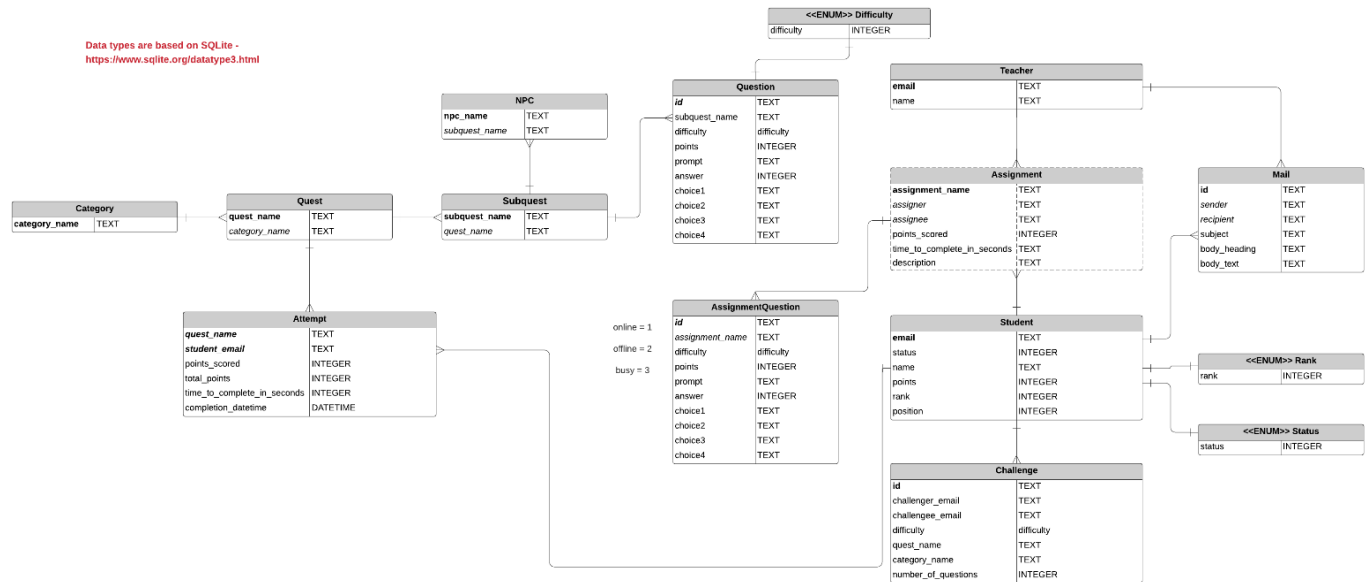 Data types are based on SQLite -
https://www.sqlite.org/datatype3.html
<<ENUM>> Difficulty
difficulty INTEGER
Teacher
email TEXT
name TEXT
Question
id TEXT
subquest_name TEXT
difficulty difficulty
points INTEGER
prompt TEXT
answer INTEGER
choice1 TEXT
choice2 TEXT
choice3 TEXT
choice4 TEXT
NPC
npc_name TEXT
subquest_name TEXT
Category
category_name TEXT
Quest
quest_name TEXT
category_name TEXT
Subquest
subquest_name TEXT
quest_name TEXT
Assignment
assignment_name TEXT
assigner TEXT
assignee TEXT
points_scored INTEGER
time_to_complete_in_seconds TEXT
description TEXT
Mail
id TEXT
sender TEXT
recipient TEXT
subject TEXT
body_heading TEXT
body_text TEXT
Attempt
quest_name TEXT
student_email TEXT
points_scored INTEGER
total_points INTEGER
time_to_complete_in_seconds INTEGER
completion_datetime DATETIME
online = 1
offline = 2
busy = 3
AssignmentQuestion
id TEXT
assignment_name TEXT
difficulty difficulty
points INTEGER
prompt TEXT
answer INTEGER
choice1 TEXT
choice2 TEXT
choice3 TEXT
choice4 TEXT
Student
email TEXT
status INTEGER
name TEXT
points INTEGER
rank INTEGER
position INTEGER
<<ENUM>> Rank
rank INTEGER
<<ENUM>> Status
status INTEGER
Challenge
id TEXT
challenger_email TEXT
challengee_email TEXT
difficulty difficulty
quest_name TEXT
category_name TEXT
number_of_questions INTEGER